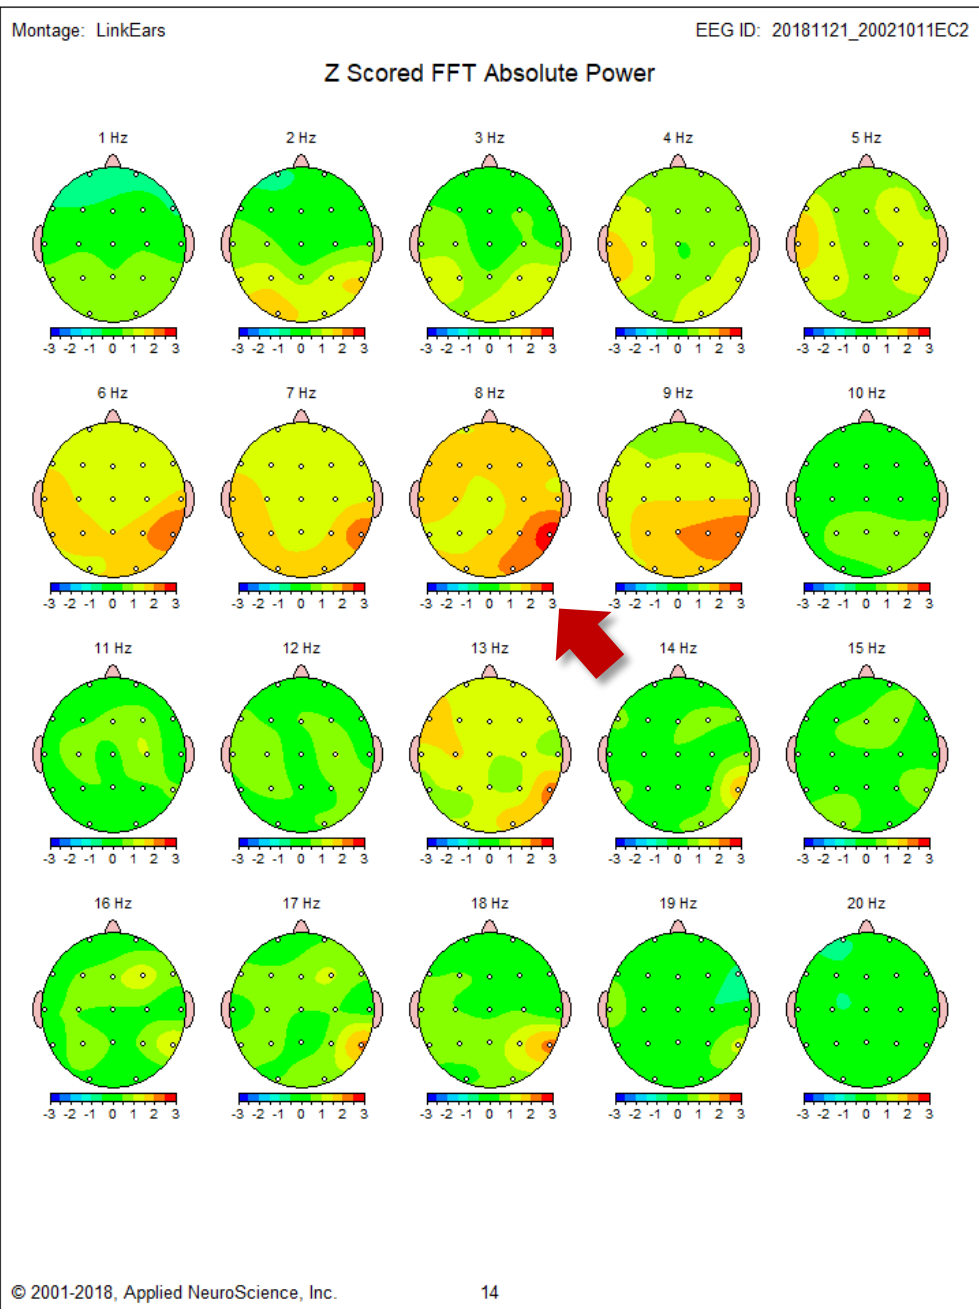 Montage: LinkEars EEG ID: 20181121_20021011EC2
Z Scored FFT Absolute Power
1 Hz 2 Hz 3 Hz 4 Hz 5 Hz
-3 -2 -1 0 1 2 3 -3 -2 -1 0 1 2 3 -3 -2 -1 0 1 2 3 -3 -2 -1 0 1 2 3 -3 -2 -1 0 1 2 3
6 Hz 7 Hz 8 Hz 9 Hz 10 Hz
-3 -2 -1 0 1 2 3 -3 -2 -1 0 1 2 3 -3 -2 -1 0 1 2 3 -3 -2 -1 0 1 2 3 -3 -2 -1 0 1 2 3
11 Hz 12 Hz 13 Hz 14 Hz 15 Hz
-3 -2 -1 0 1 2 3 -3 -2 -1 0 1 2 3 -3 -2 -1 0 1 2 3 -3 -2 -1 0 1 2 3 -3 -2 -1 0 1 2 3
16 Hz 17 Hz 18 Hz 19 Hz 20 Hz
-3 -2 -1 0 1 2 3 -3 -2 -1 0 1 2 3 -3 -2 -1 0 1 2 3 -3 -2 -1 0 1 2 3 -3 -2 -1 0 1 2 3
© 2001-2018, Applied NeuroScience, Inc. 14